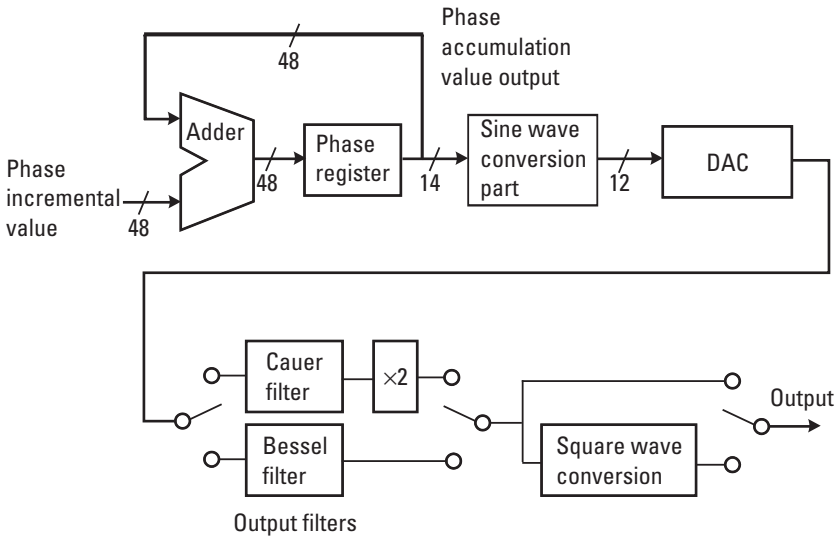 Phase
accumulation
value output
48
Adder
Phase
register
Sine wave
conversion
part
DAC
Phase
incremental
value
48
48
14
12
Cauer
filter
×2
Output
Bessel
filter
Square wave
conversion
Output filters